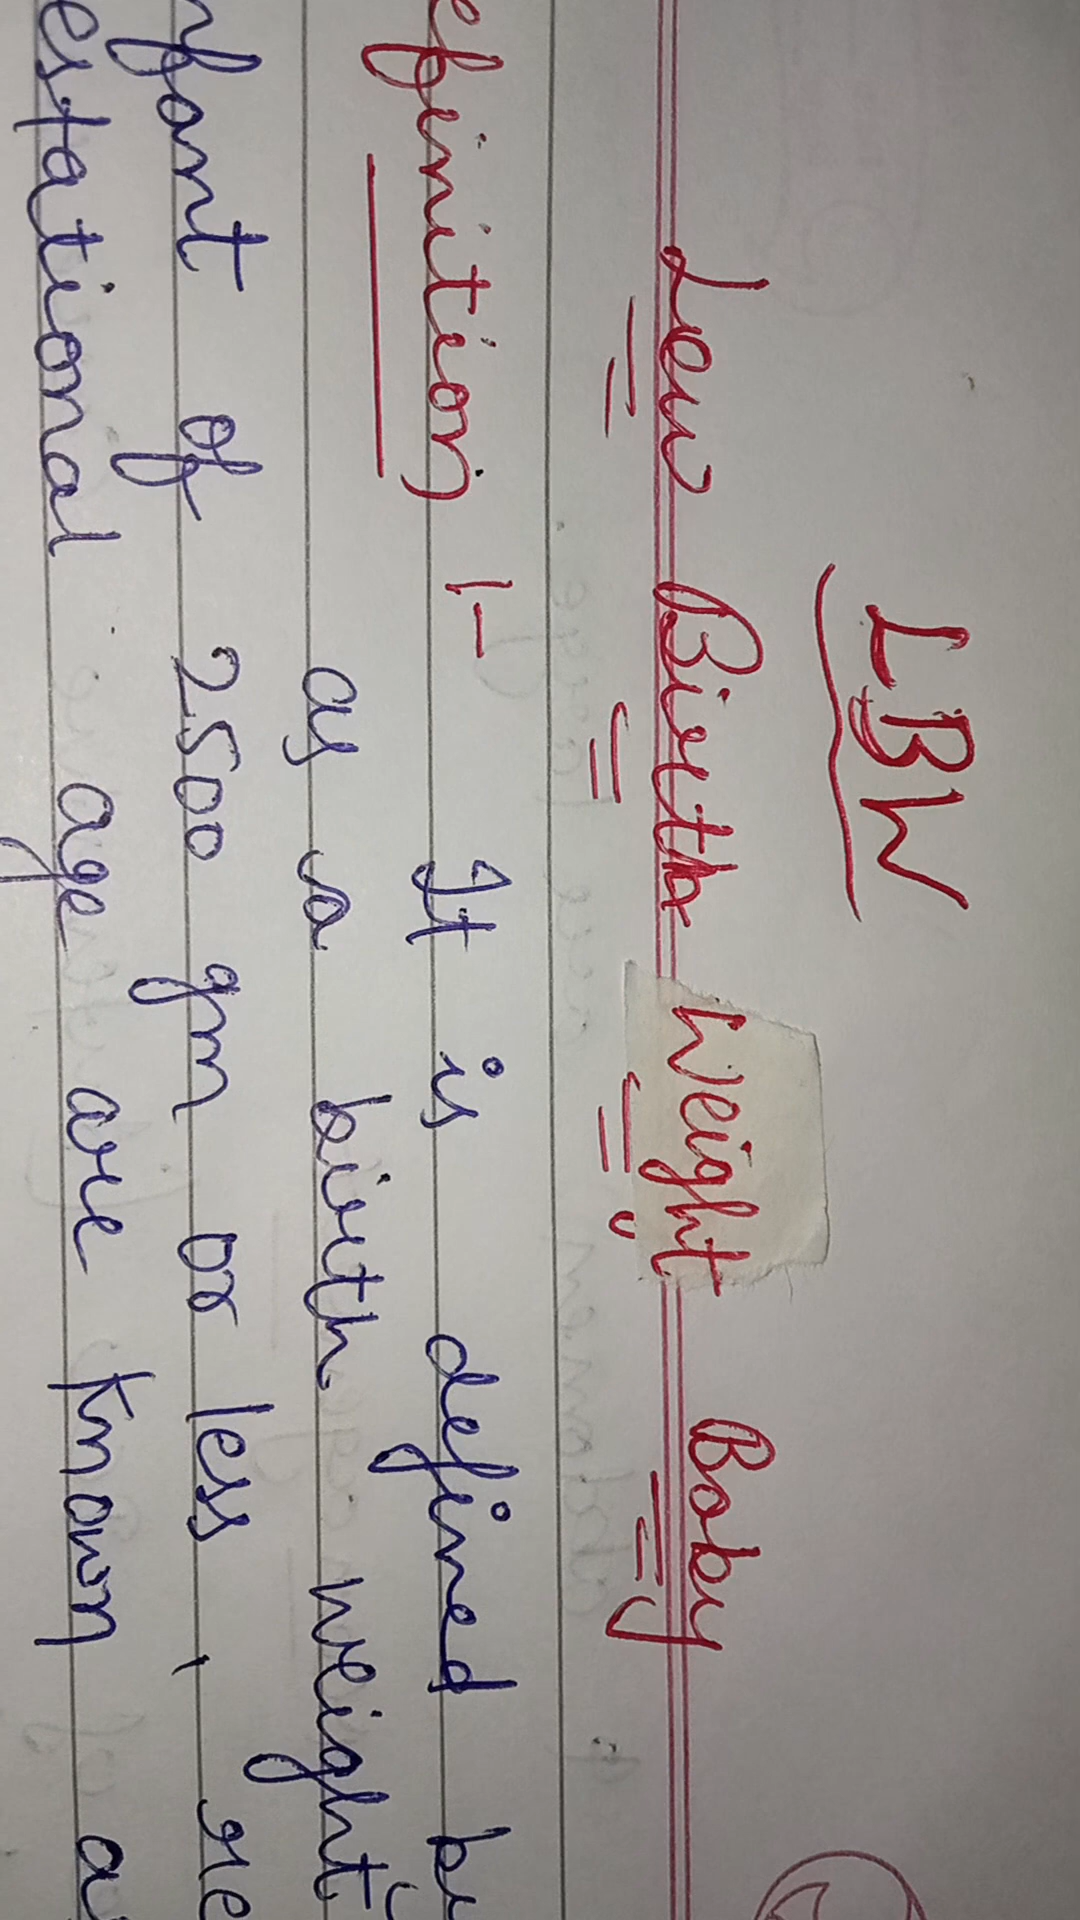 LBW
Low Birth Weight Baby
efinition :- It is defined b
as a birth weight
nfant of 2500 gm or less, re
estational age are known a